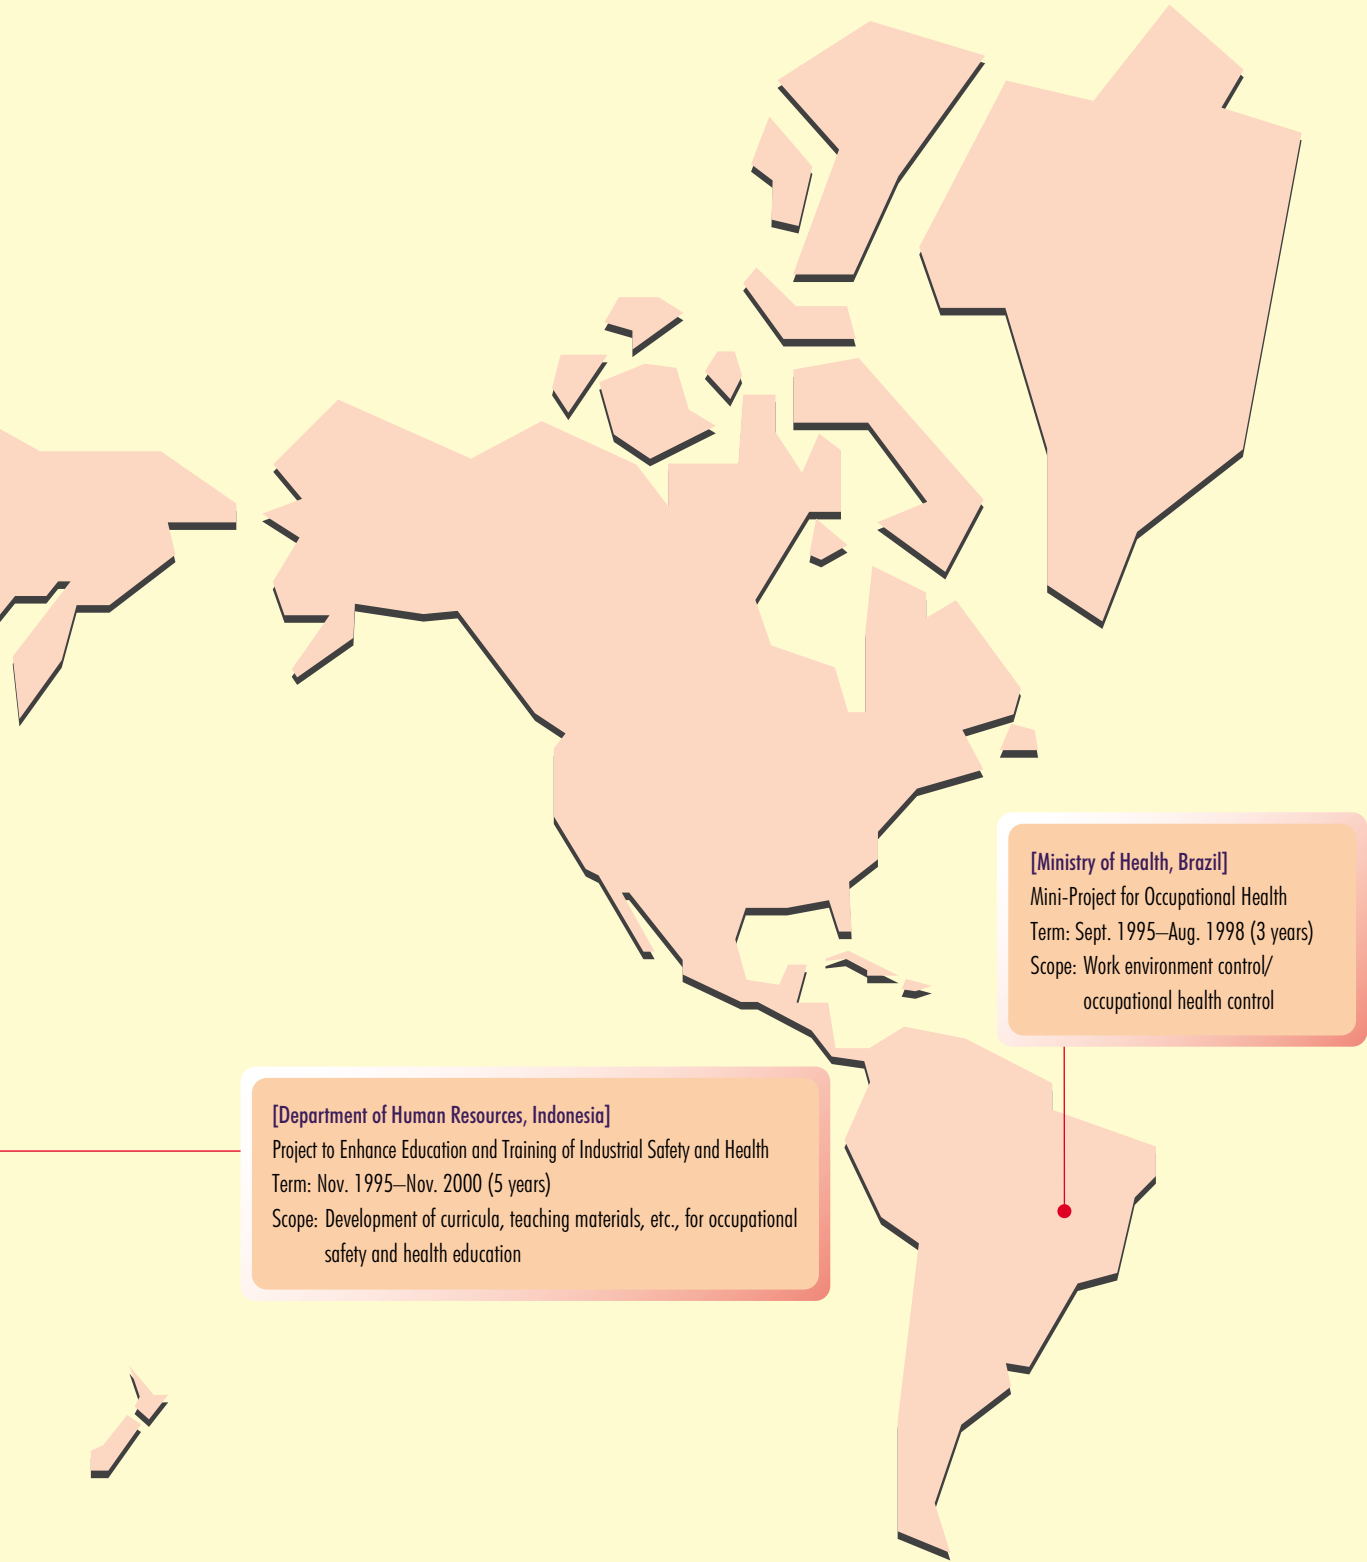 [Ministry of Health, Brazil]
Mini-Project for Occupational Health
Term: Sept. 1995–Aug. 1998 (3 years)
Scope: Work environment control/
occupational health control
[Department of Human Resources, Indonesia]
Project to Enhance Education and Training of Industrial Safety and Health
Term: Nov. 1995–Nov. 2000 (5 years)
Scope: Development of curricula, teaching materials, etc., for occupational
safety and health education